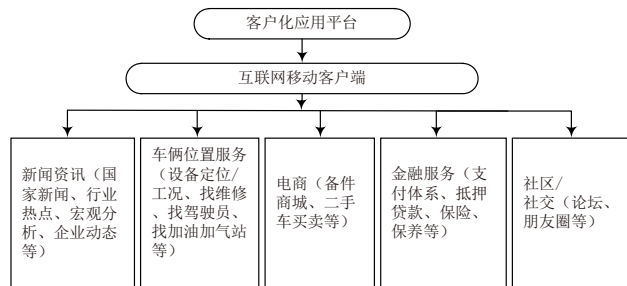 客户化应用平台
互联网移动客户端
新闻资讯（国
家新闻、行业
热点、宏观分
析、企业动态
等）
车俩位置服务
（设备定位/
工况、找维修、
找驾驶员、
找加油加气站
等）
电商（备件
商城、二手
车买卖等）
金融服务（支
付体系、抵押
贷款、保险、
保养等）
社区/
社交（论坛、
朋友圈等）